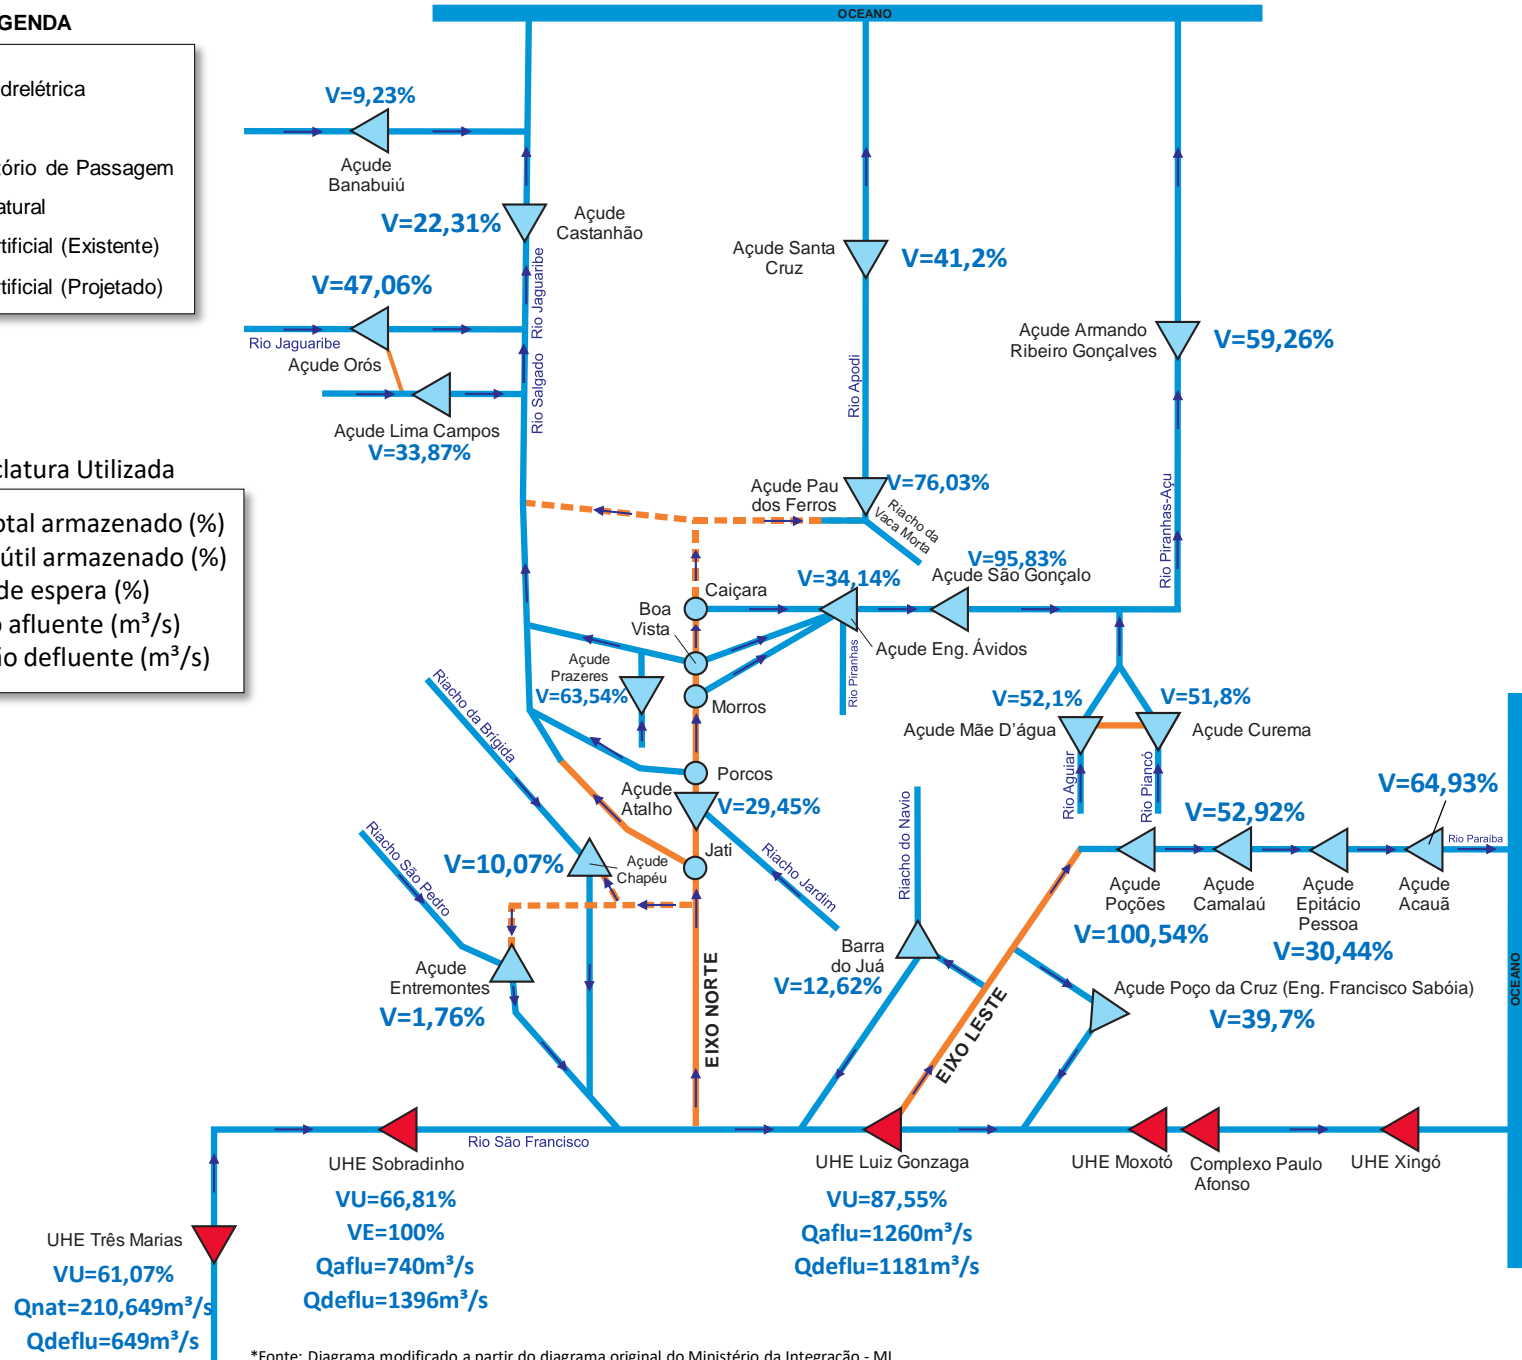 OCEANO
GENDA
drelétrica
tório de Passagem
atural
rtificial (Existente)
rtificial (Projetado)
V=9,23%
Açude
Banabuiú
V=22,31%
Açude
Castanhão
V=47,06%
Rio Jaguaribe
Açude Orós
Rio Jaguaribe
Rio Salgado
Açude Lima Campos
V=33,87%
Açude Santa
Cruz
V=41,2%
Rio Apodi
Açude Armando
Ribeiro Gonçalves
V=59,26%
Rio Piranhas-Açu
clatura Utilizada
otal armazenado (%)
útil armazenado (%)
de espera (%)
o afluente (m³/s)
ão defluente (m³/s)
Açude Pau
dos Ferros
V=76,03%
Riacho da
Vaca Morta
V=95,83%
Açude São Gonçalo
V=34,14%
Açude Eng. Ávidos
Rio Piranhas
Caiçara
Boa
Vista
Morros
Açude
Prazeres
V=63,54%
Porcos
Açude
Atalho
V=29,45%
Jati
Riacho Jardim
Riacho da Brígida
Riacho São Pedro
V=10,07%
Açude
Chapéu
Açude
Entremontes
V=1,76%
EIXO NORTE
V=52,1%
Açude Mãe D'água
V=51,8%
Açude Curema
Rio Aguiar
Rio Piancó
V=64,93%
V=52,92%
Rio Paraíba
Açude
Poções
Açude
Camalaú
Açude
Epitácio
Pessoa
Açude
Acauã
V=100,54%
V=30,44%
Riacho do Navio
Barra
do Juá
V=12,62%
EIXO LESTE
Açude Poço da Cruz (Eng. Francisco Sabóia)
V=39,7%
OCEANO
Rio São Francisco
UHE Sobradinho
VU=66,81%
VE=100%
Qaflu=740m³/s
Qdeflu=1396m³/s
UHE Luiz Gonzaga
VU=87,55%
Qaflu=1260m³/s
Qdeflu=1181m³/s
UHE Moxotó
Complexo Paulo
Afonso
UHE Xingó
UHE Três Marias
VU=61,07%
Qnat=210,649m³/s
Qdeflu=649m³/s
*Fonte: Diagrama modificado a partir do diagrama original do Ministério da Integração - MI